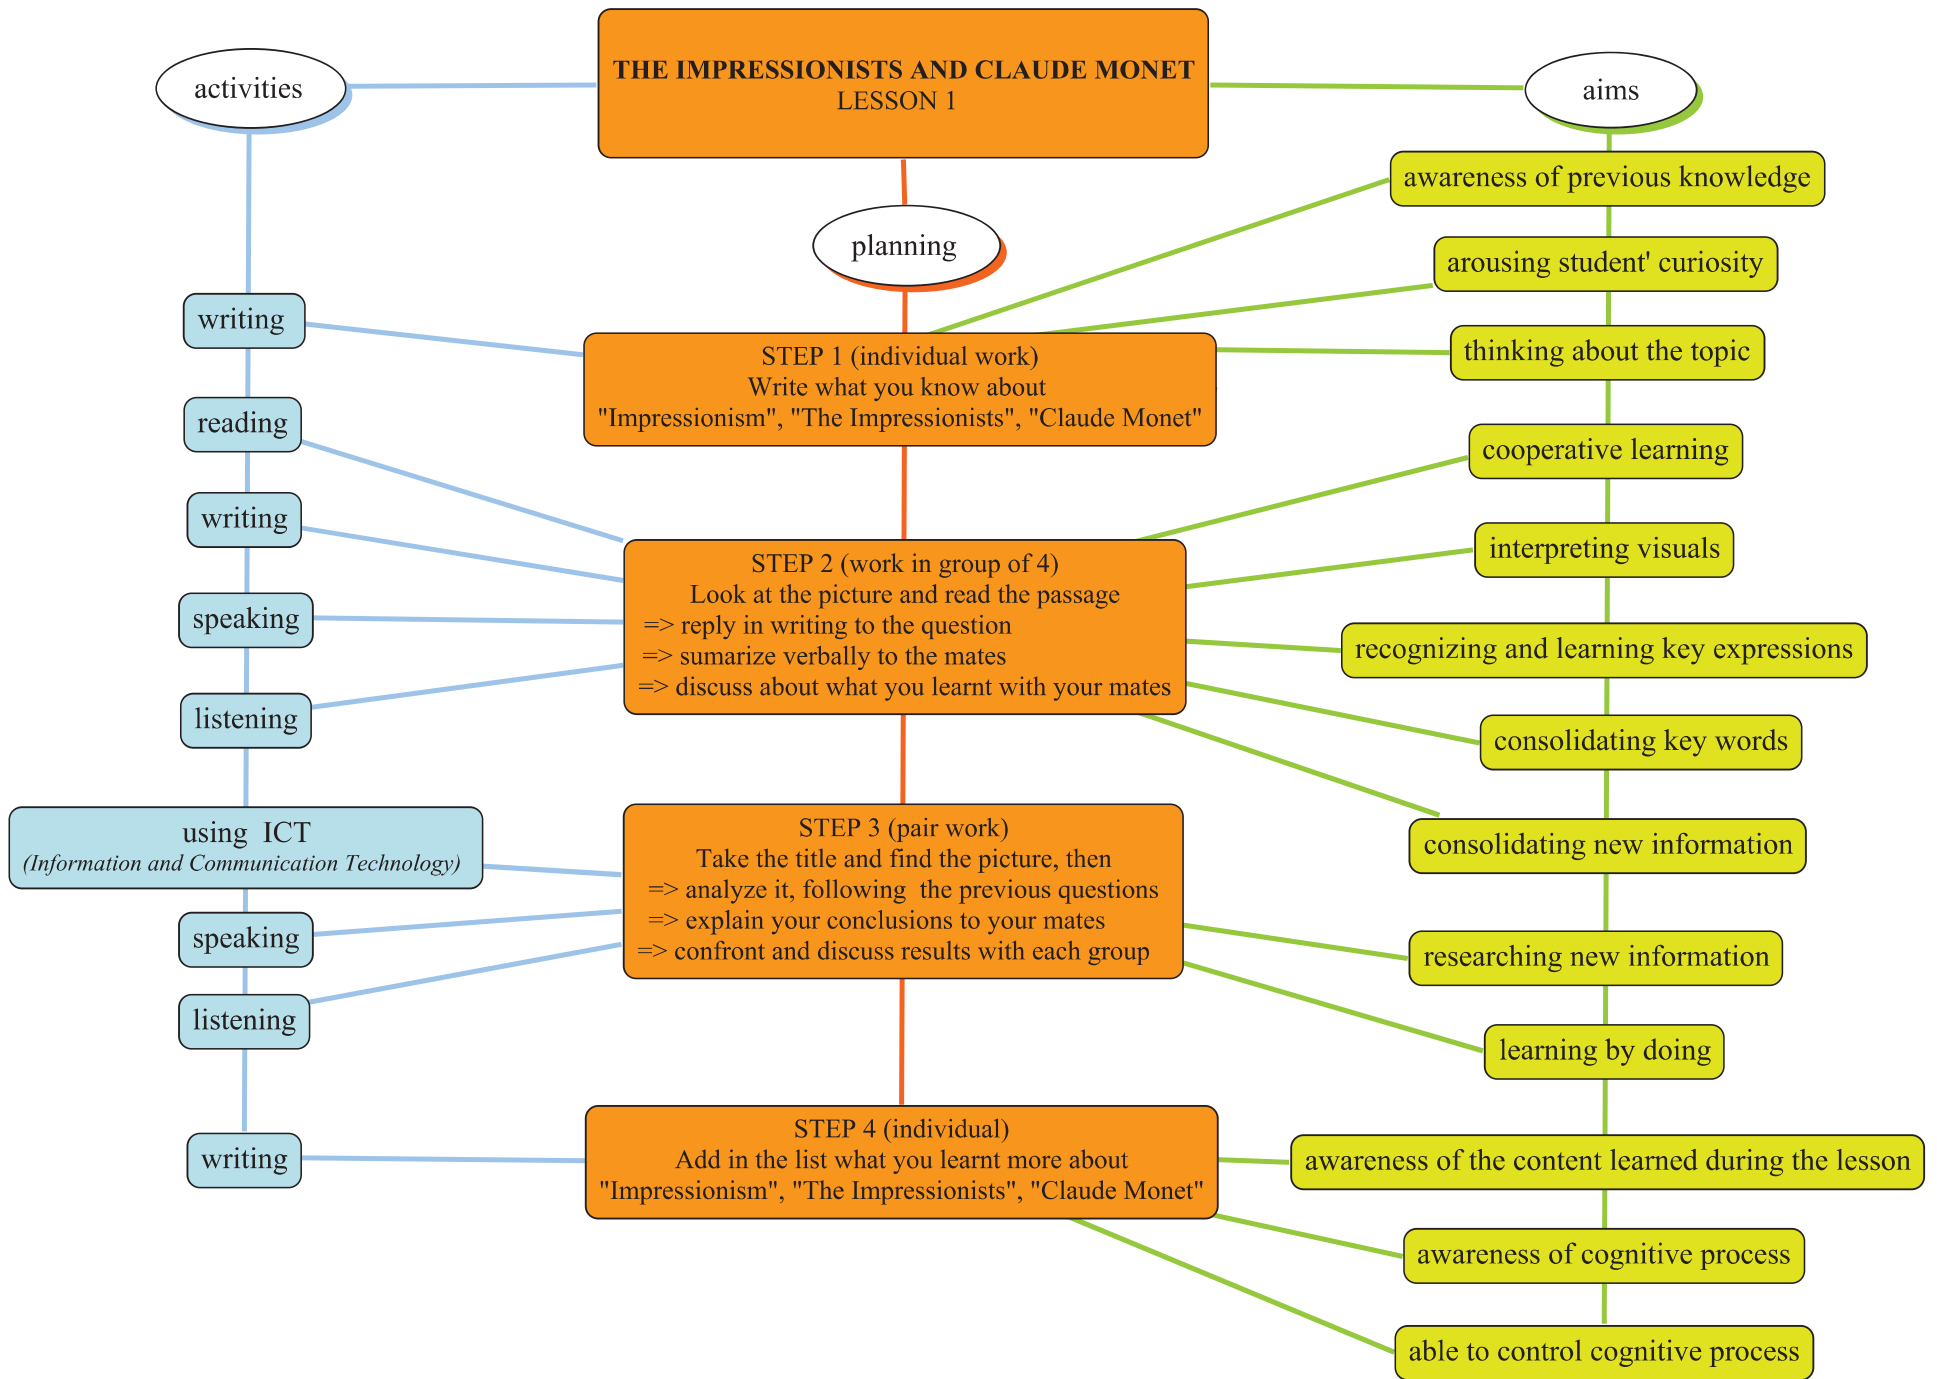 THE IMPRESSIONISTS AND CLAUDE MONET
LESSON 1
activities
aims
planning
writing
reading
writing
speaking
listening
using  ICT
(Information and Communication Technology)
speaking
listening
writing
STEP 1 (individual work)
Write what you know about
"Impressionism", "The Impressionists", "Claude Monet"
STEP 2 (work in group of 4)
Look at the picture and read the passage
=> reply in writing to the question
=> sumarize verbally to the mates
=> discuss about what you learnt with your mates
STEP 3 (pair work)
Take the title and find the picture, then
=> analyze it, following  the previous questions
=> explain your conclusions to your mates
=> confront and discuss results with each group
STEP 4 (individual)
Add in the list what you learnt more about
"Impressionism", "The Impressionists", "Claude Monet"
awareness of previous knowledge
arousing student' curiosity
thinking about the topic
cooperative learning
interpreting visuals
recognizing and learning key expressions
consolidating key words
consolidating new information
researching new information
learning by doing
awareness of the content learned during the lesson
awareness of cognitive process
able to control cognitive process